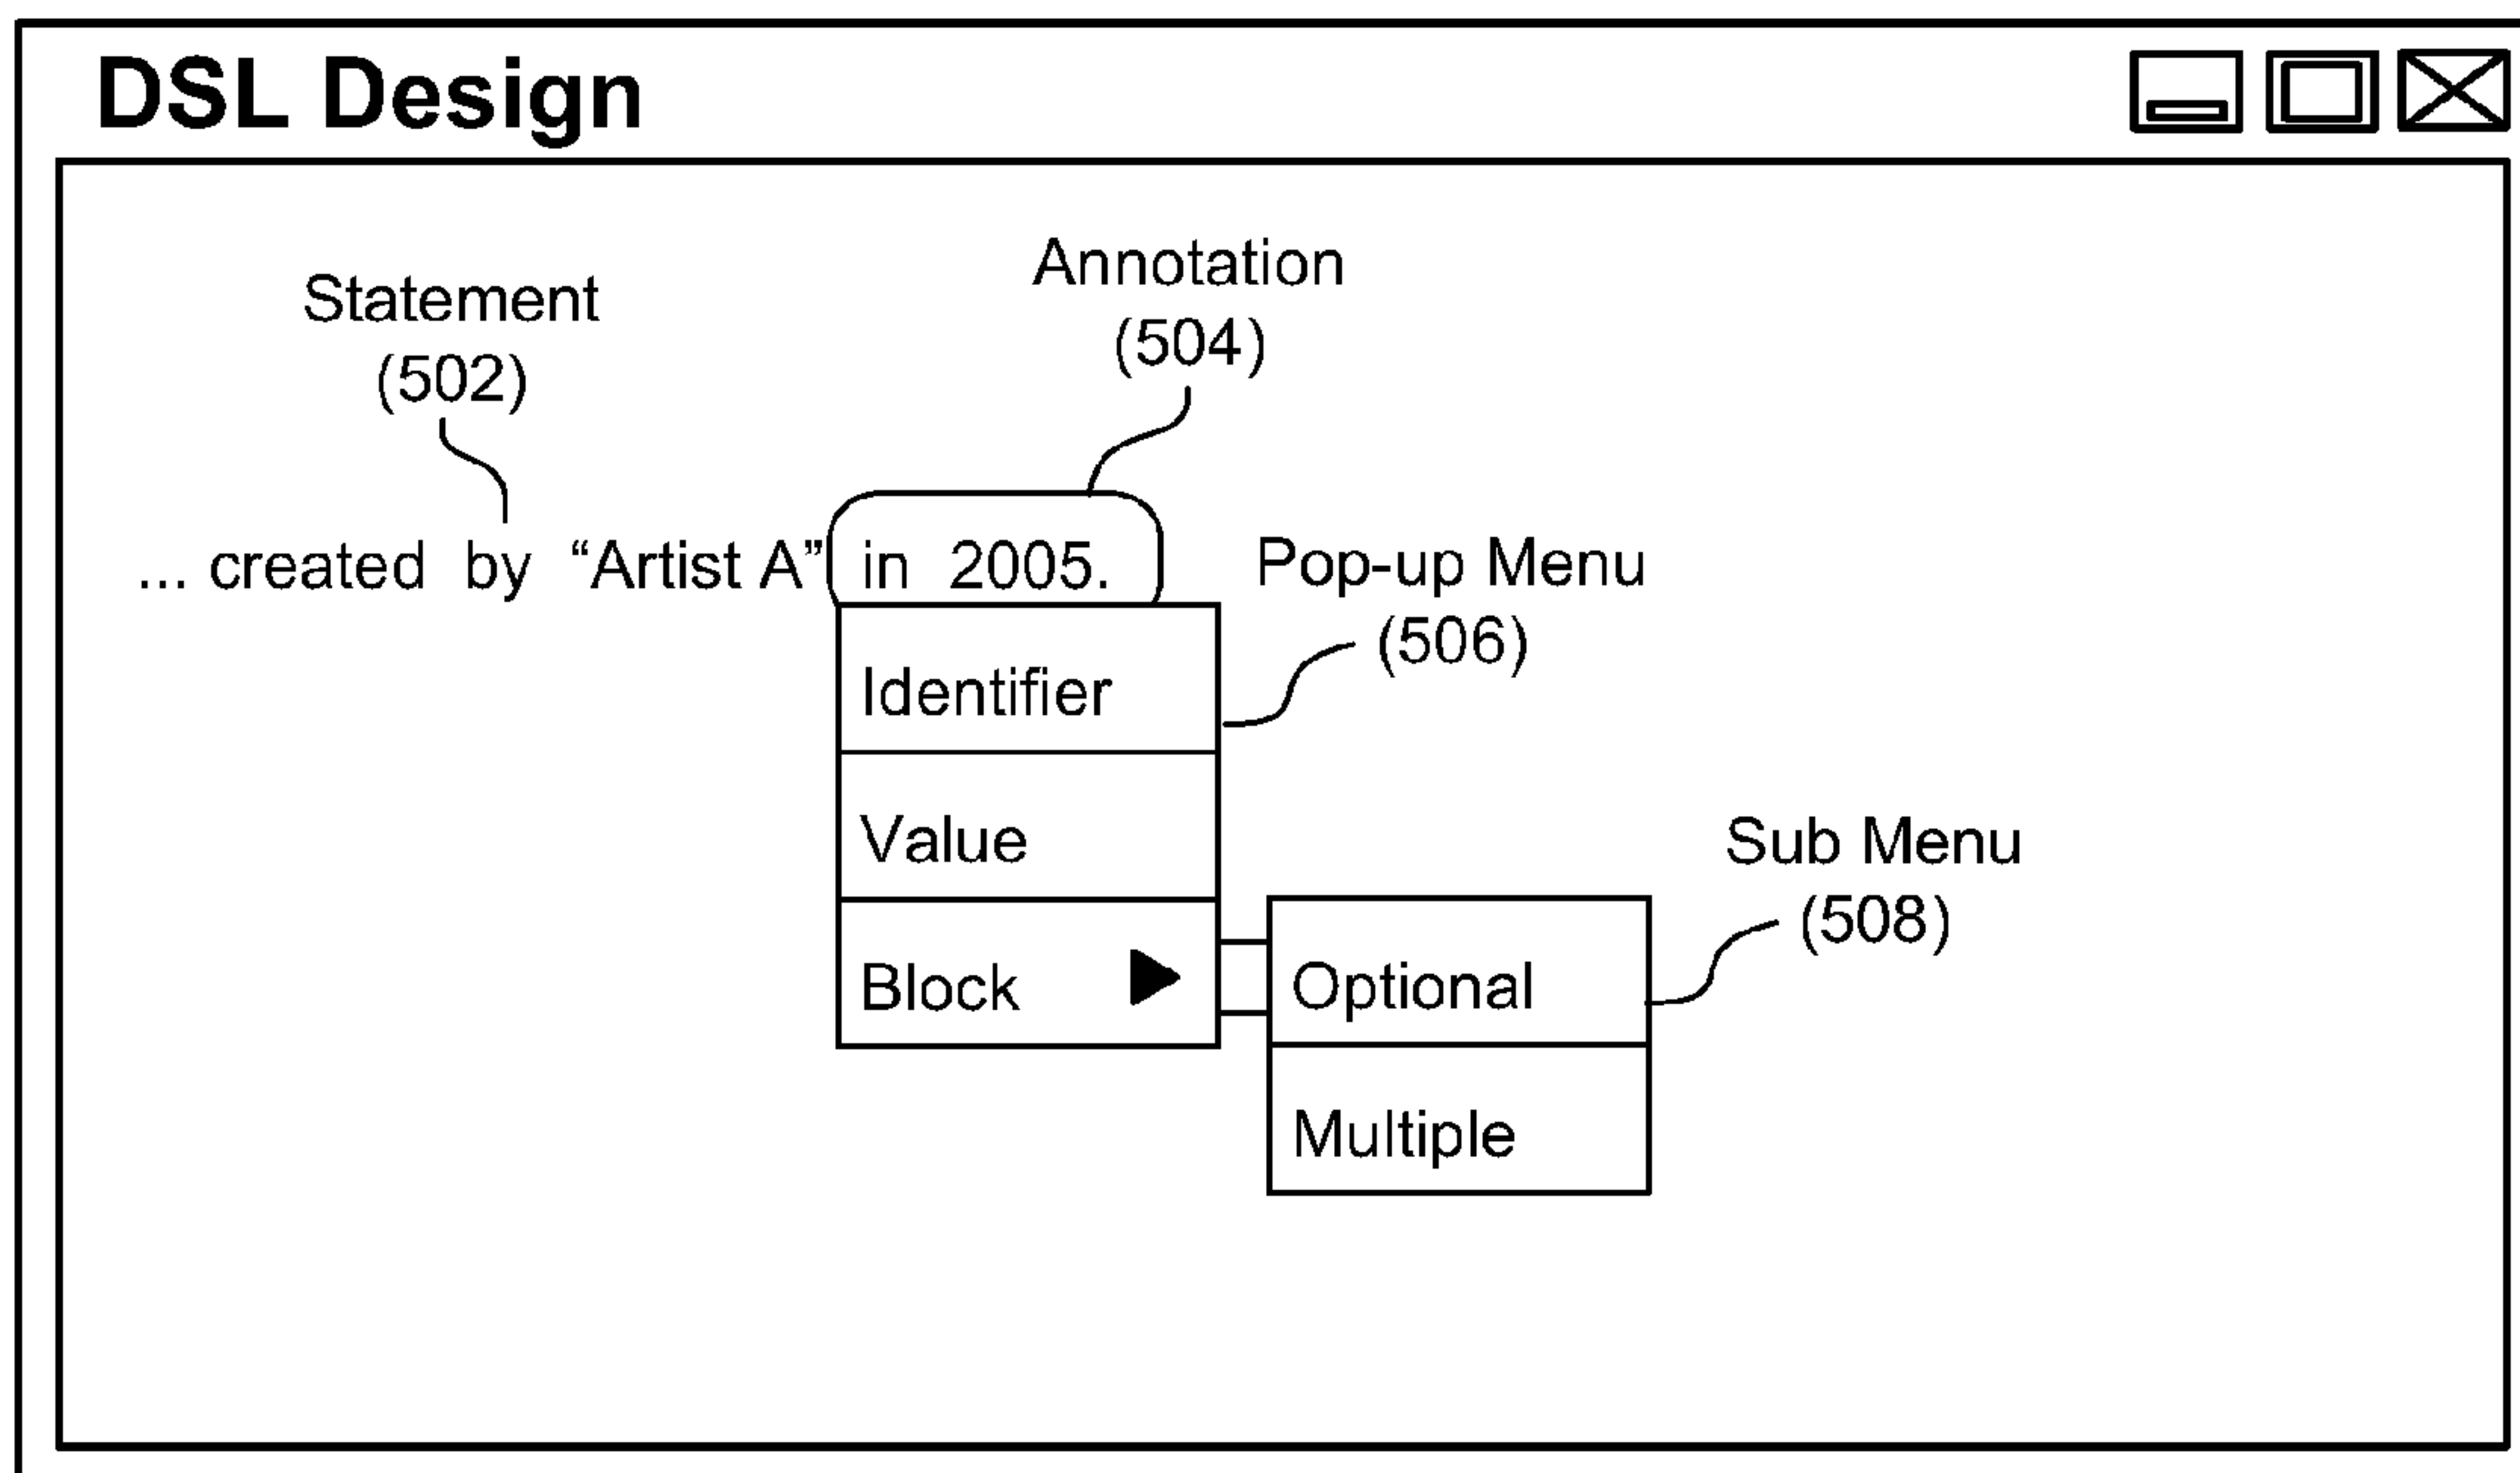 DSL Design
Statement
(502)
Annotation
(504)
... created by “Artist A” in 2005.
Pop-up Menu
(506)
Identifier
Value
Block
Sub Menu
(508)
Optional
Multiple